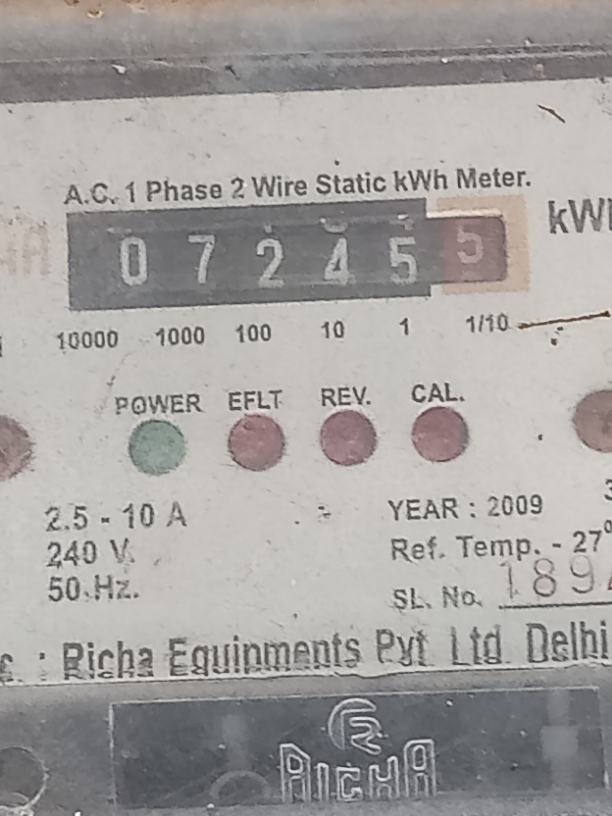 A.C. 1 Phase 2 Wire Static kWh Meter.
0 7 2 4 5 5
10000 1000 100 10 1 1/10
POWER EFLT REV. CAL.
2.5 - 10 A
240 V.
50.Hz.
YEAR : 2009
Ref. Temp. - 27°
SL. No.
: Richa Equipments Pvt Ltd Delhi
RICHA